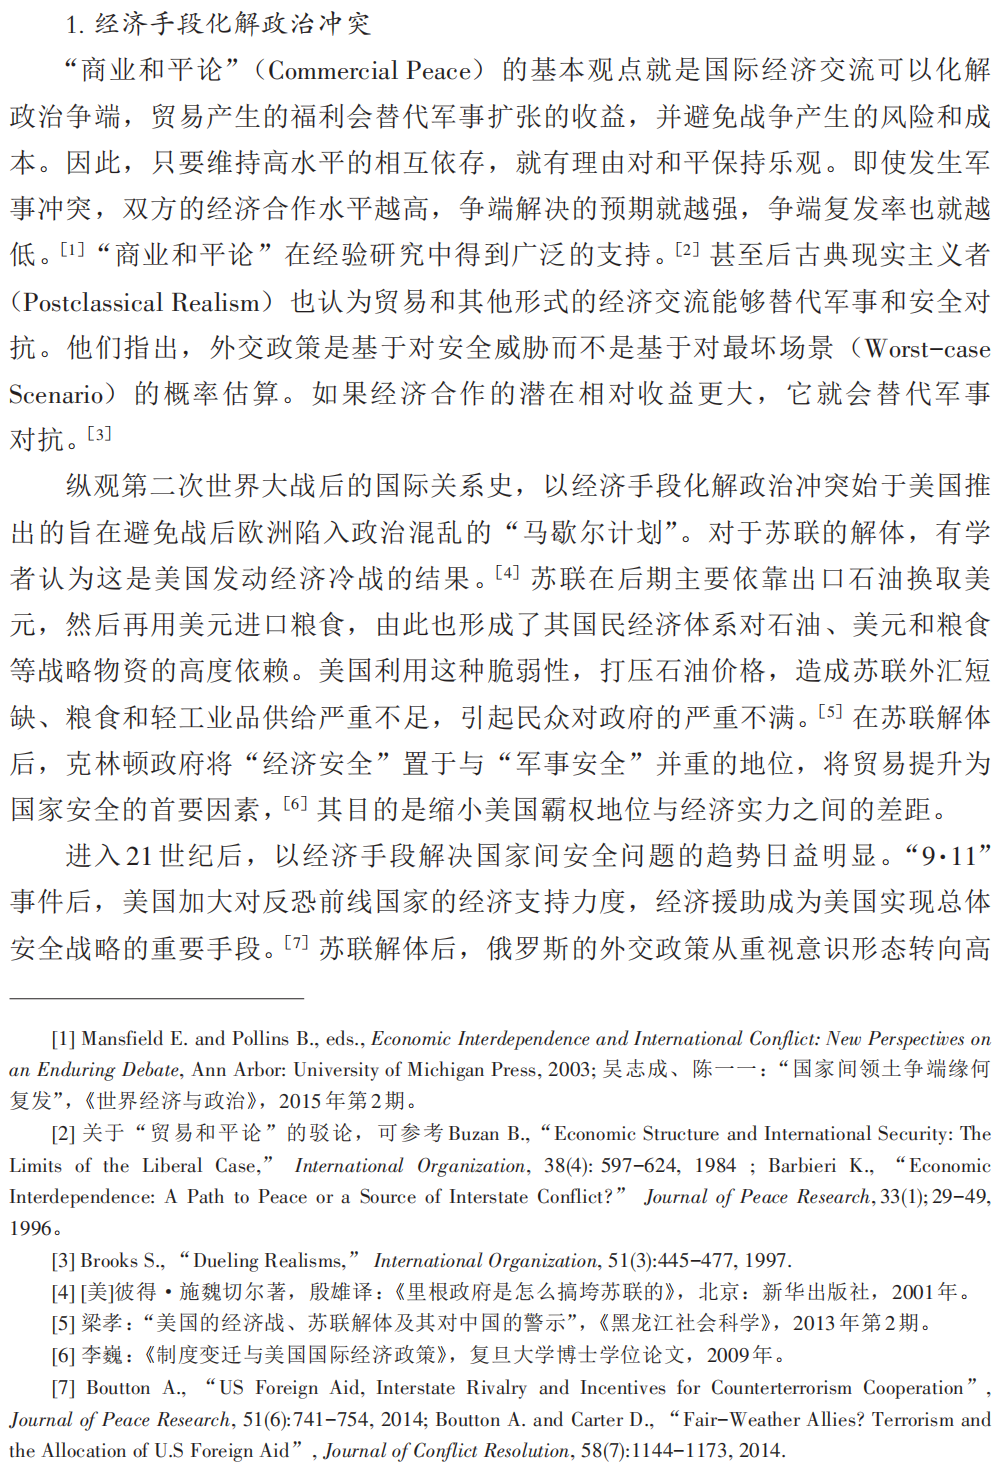 1. 经济手段化解政治冲突
“商业和平论”（Commercial Peace）的基本观点就是国际经济交流可以化解
政治争端，贸易产生的福利会替代军事扩张的收益，并避免战争产生的风险和成
本。因此，只要维持高水平的相互依存，就有理由对和平保持乐观。即使发生军
事冲突，双方的经济合作水平越高，争端解决的预期就越强，争端复发率也就越
低。[1]“商业和平论”在经验研究中得到广泛的支持。[2]甚至后古典现实主义者
（Postclassical Realism）也认为贸易和其他形式的经济交流能够替代军事和安全对
抗。他们指出，外交政策是基于对安全威胁而不是基于对最坏场景（Worst-case
Scenario）的概率估算。如果经济合作的潜在相对收益更大，它就会替代军事
对抗。[3]
纵观第二次世界大战后的国际关系史，以经济手段化解政治冲突始于美国推
出的旨在避免战后欧洲陷入政治混乱的“马歇尔计划”。对于苏联的解体，有学
者认为这是美国发动经济冷战的结果。[4]苏联在后期主要依靠出口石油换取美
元，然后再用美元进口粮食，由此也形成了其国民经济体系对石油、美元和粮食
等战略物资的高度依赖。美国利用这种脆弱性，打压石油价格，造成苏联外汇短
缺、粮食和轻工业品供给严重不足，引起民众对政府的严重不满。[5]在苏联解体
后，克林顿政府将“经济安全”置于与“军事安全”并重的地位，将贸易提升为
国家安全的首要因素，[6]其目的是缩小美国霸权地位与经济实力之间的差距。
进入21世纪后，以经济手段解决国家间安全问题的趋势日益明显。“9·11”
事件后，美国加大对反恐前线国家的经济支持力度，经济援助成为美国实现总体
安全战略的重要手段。[7]苏联解体后，俄罗斯的外交政策从重视意识形态转向高
[1] Mansfield E. and Pollins B., eds., Economic Interdependence and International Conflict: New Perspectives on
an Enduring Debate, Ann Arbor: University of Michigan Press, 2003; 吴志成、陈一一：“国家间领土争端缘何
复发”，《世界经济与政治》，2015年第2期。
[2] 关于“贸易和平论”的驳论，可参考Buzan B.,“Economic Structure and International Security: The
Limits of the Liberal Case,” International Organization, 38(4): 597-624, 1984 ; Barbieri K., “Economic
Interdependence: A Path to Peace or a Source of Interstate Conflict?” Journal of Peace Research, 33(1); 29-49,
1996。
[3] Brooks S., “Dueling Realisms,” International Organization, 51(3):445-477, 1997.
[4] [美]彼得·施魏切尔著，殷雄译：《里根政府是怎么搞垮苏联的》，北京：新华出版社，2001年。
[5] 梁孝：“美国的经济战、苏联解体及其对中国的警示”，《黑龙江社会科学》，2013年第2期。
[6] 李巍：《制度变迁与美国国际经济政策》，复旦大学博士学位论文，2009年。
[7] Boutton A., “US Foreign Aid, Interstate Rivalry and Incentives for Counterterrorism Cooperation”,
Journal of Peace Research, 51(6):741-754, 2014; Boutton A. and Carter D., “Fair-Weather Allies? Terrorism and
the Allocation of U.S Foreign Aid”, Journal of Conflict Resolution, 58(7):1144-1173, 2014.